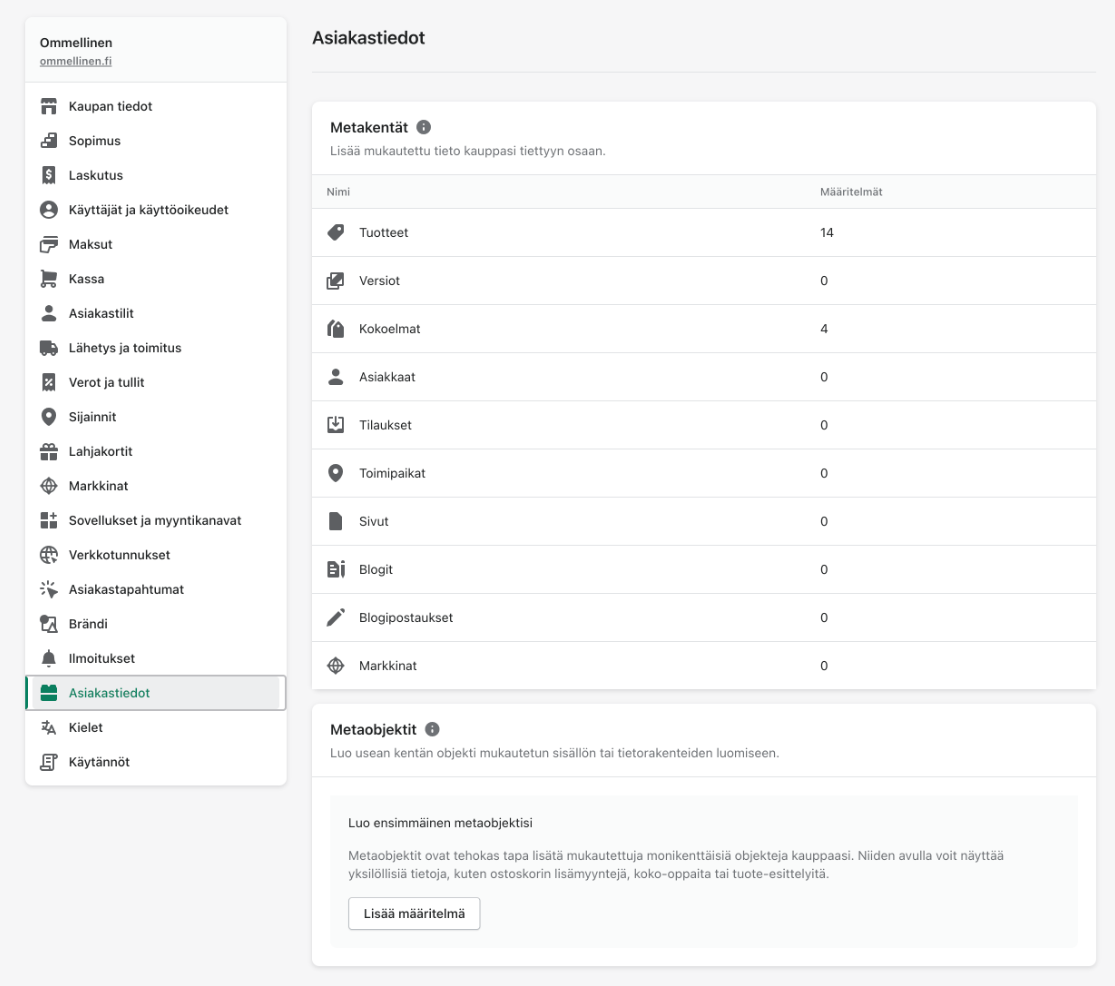 Ommellinen
ommellinen.fi
Kaupan tiedot
Sopimus
Laskutus
Käyttäjät ja käyttöoikeudet
Maksut
Kassa
Asiakastilit
Lähetys ja toimitus
Verot ja tullit
Sijainnit
Lahjakortit
Markkinat
Sovellukset ja myyntikanavat
Verkkotunnukset
Asiakastapahtumat
Brändi
Ilmoitukset
Asiakastiedot
Kielet
Käytännöt
Asiakastiedot
Metakentät
Lisää mukautettu tieto kauppasi tiettyyn osaan.
Nimi Määritelmät
Tuotteet 14
Versiot 0
Kokoelmat 4
Asiakkaat 0
Tilaukset 0
Toimipaikat 0
Sivut 0
Blogit 0
Blogipostaukset 0
Markkinat 0
Metaobjektit
Luo usean kentän objekti mukautetun sisällön tai tietorakenteiden luomiseen.
Luo ensimmäinen metaobjektisi
Metaobjektit ovat tehokas tapa lisätä mukautettuja monikenttäisiä objekteja kauppaasi. Niiden avulla voit näyttää
yksilöllisiä tietoja, kuten ostoskorin lisämyyntejä, koko-oppaita tai tuote-esittelyitä.
Lisää määritelmä